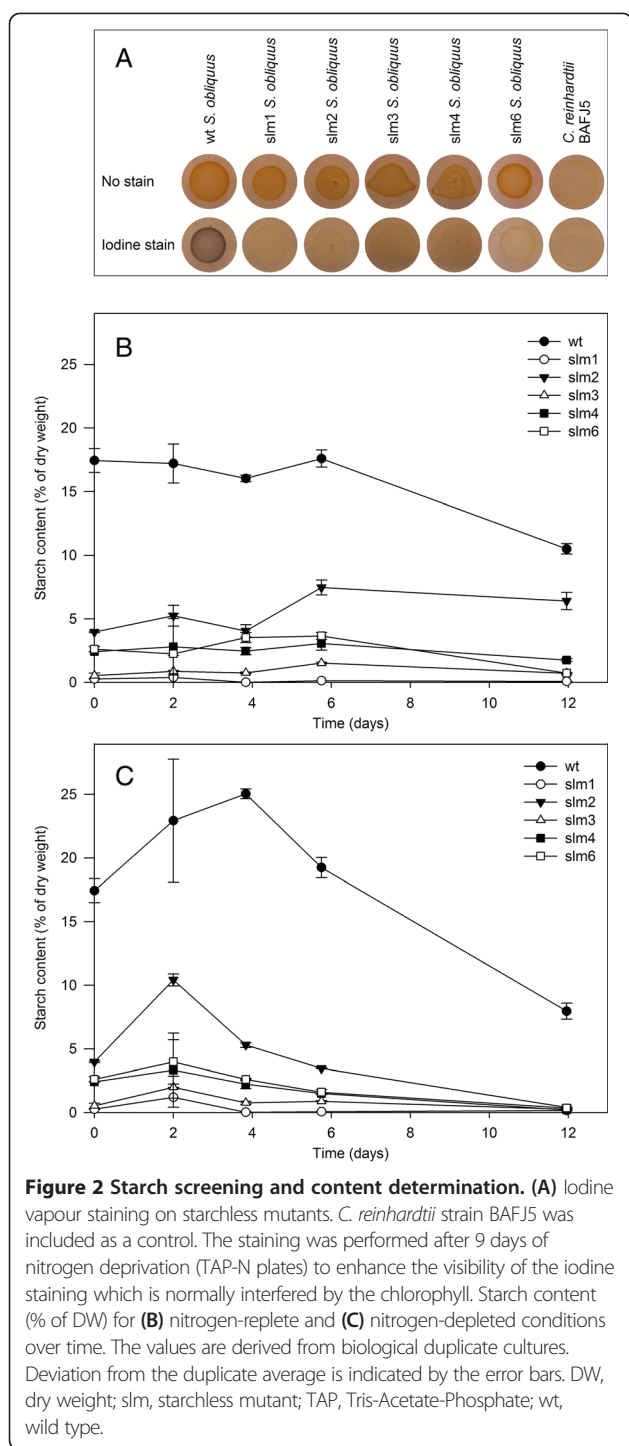 A
wt S. obliquus
slm1 S. obliquus
slm2 S. obliquus
slm3 S. obliquus
slm4 S. obliquus
slm6 S. obliquus
C. reinhardtii
BAFJ5
No stain
Iodine stain
B
wt
slm1
slm2
slm3
slm4
slm6
Starch content (% of dry weight)
25
20
15
10
5
0
0 2 4 6 8 10 12
Time (days)
C
wt
slm1
slm2
slm3
slm4
slm6
Starch content (% of dry weight)
25
20
15
10
5
0
0 2 4 6 8 10 12
Time (days)
Figure 2 Starch screening and content determination. (A) Iodine
vapour staining on starchless mutants. C. reinhardtii strain BAFJ5 was
included as a control. The staining was performed after 9 days of
nitrogen deprivation (TAP-N plates) to enhance the visibility of the iodine
staining which is normally interfered by the chlorophyll. Starch content
(% of DW) for (B) nitrogen-replete and (C) nitrogen-depleted conditions
over time. The values are derived from biological duplicate cultures.
Deviation from the duplicate average is indicated by the error bars. DW,
dry weight; slm, starchless mutant; TAP, Tris-Acetate-Phosphate; wt,
wild type.